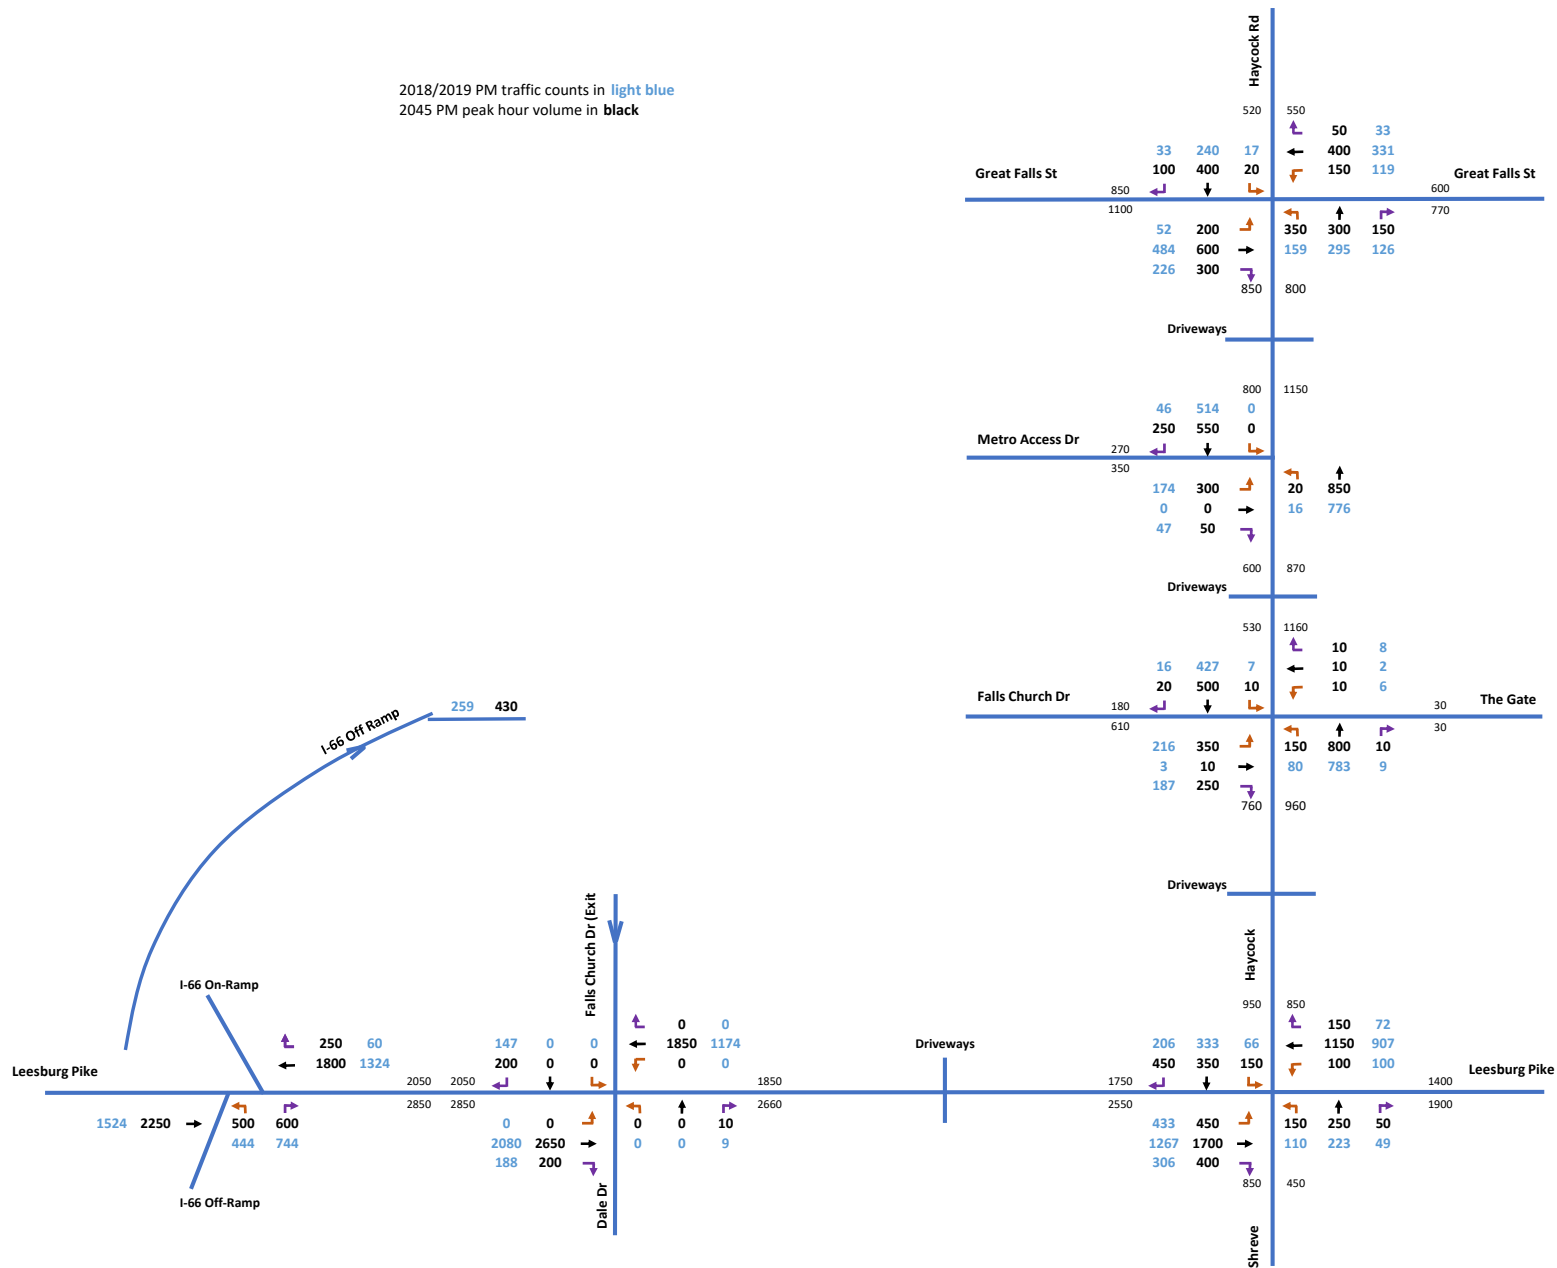 Haycock Rd
2018/2019 PM traffic counts in light blue
2045 PM peak hour volume in black
520 550
50 33
33 240 17 400 331
Great Falls St 100 400 20 150 119 Great Falls St
850 600
1100 770
52 200 350 300 150
484 600 159 295 126
226 300
850 800
Driveways
800 1150
46 514 0
250 550 0
Metro Access Dr 270
350
174 300 20 850
0 0 16 776
47 50
600 870
Driveways
530 1160
10 8
16 427 7 10 2
Falls Church Dr 20 500 10 10 6 The Gate
180 30
610 30
259 430
I-66 Off Ramp
216 350 150 800 10
3 10 80 783 9
187 250
760 960
Driveways
Falls Church Dr (Exit
Haycock
I-66 On-Ramp
950 850
0 0 150 72
250 60 147 0 0 1850 1174 Driveways 206 333 66 1150 907
1800 1324 200 0 0 0 0 450 350 150 100 100
Leesburg Pike Leesburg Pike
2050 2050 1850 1750 1400
2850 2850 2660 2550 1900
1524 2250 500 600 0 0 0 0 10 433 450 150 250 50
444 744 2080 2650 0 0 9 1267 1700 110 223 49
188 200 306 400
850 450
I-66 Off-Ramp
Dale Dr
Shreve